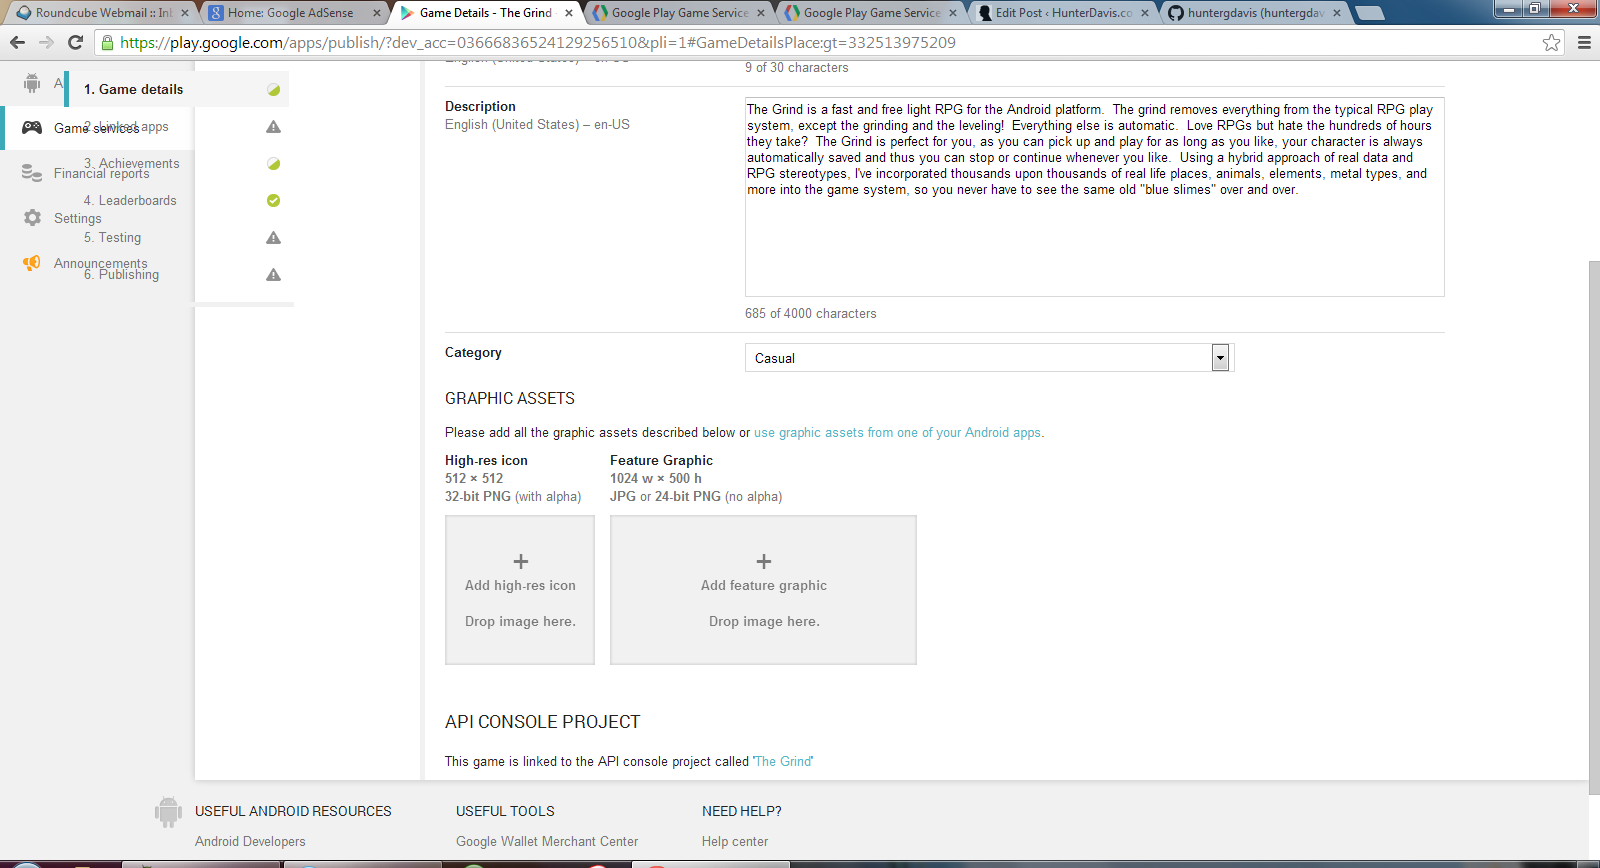 Roundcube Webmail :: Inb
Home: Google AdSense
Game Details - The Grind
Google Play Game Service
Google Play Game Service
Edit Post ‹ HunterDavis.co
huntergdavis (huntergdav
https://play.google.com/apps/publish/?dev_acc=03666836524129256510&pli=1#GameDetailsPlace:gt=332513975209
A
1. Game details
Game services
2. Linked apps
3. Achievements
Financial reports
4. Leaderboards
Settings
5. Testing
Announcements
6. Publishing
English (United States) – en-US
9 of 30 characters
Description
English (United States) – en-US
The Grind is a fast and free light RPG for the Android platform.  The grind removes everything from the typical RPG play
system, except the grinding and the leveling!  Everything else is automatic.  Love RPGs but hate the hundreds of hours
they take?  The Grind is perfect for you, as you can pick up and play for as long as you like, your character is always
automatically saved and thus you can stop or continue whenever you like.  Using a hybrid approach of real data and
RPG stereotypes, I've incorporated thousands upon thousands of real life places, animals, elements, metal types, and
more into the game system, so you never have to see the same old "blue slimes" over and over.
685 of 4000 characters
Category
Casual
GRAPHIC ASSETS
Please add all the graphic assets described below or use graphic assets from one of your Android apps.
High-res icon
512 × 512
32-bit PNG (with alpha)
Feature Graphic
1024 w × 500 h
JPG or 24-bit PNG (no alpha)
+
Add high-res icon
Drop image here.
+
Add feature graphic
Drop image here.
API CONSOLE PROJECT
This game is linked to the API console project called 'The Grind'
USEFUL ANDROID RESOURCES
Android Developers
USEFUL TOOLS
Google Wallet Merchant Center
NEED HELP?
Help center